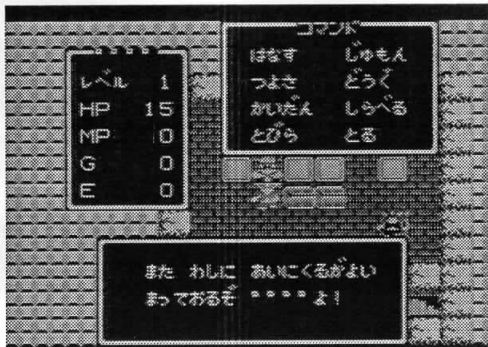 コマンド
はなす じゅもん
つよさ どうぐ
かいだん しらべる
とびら とる
レベル 1
HP 15
MP 0
G 0
E 0
また わしに あいにくるがよい
まっておるぞ ****よ!